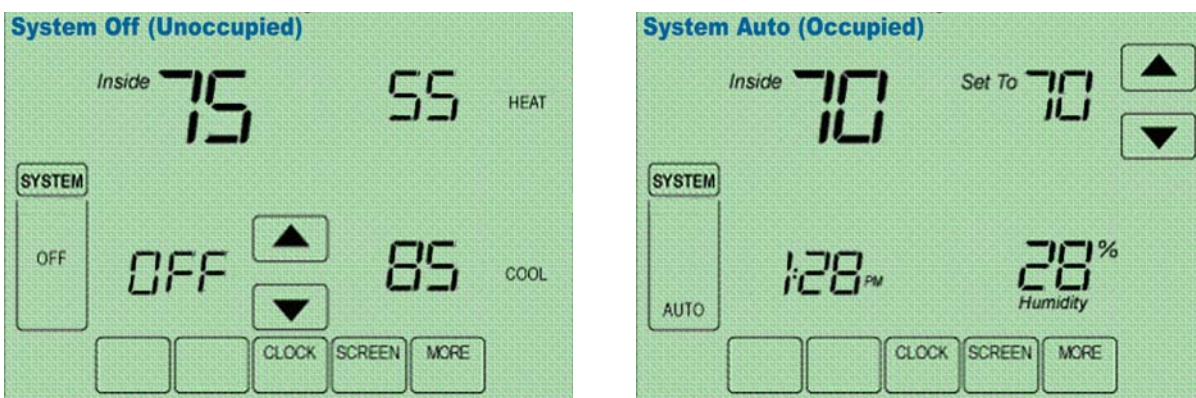 System Off (Unoccupied)
Inside 75
55 HEAT
SYSTEM
OFF
OFF
85 COOL
CLOCK SCREEN MORE
System Auto (Occupied)
Inside 70
Set To 70
SYSTEM
AUTO
1:28 PM
28%
Humidity
CLOCK SCREEN MORE